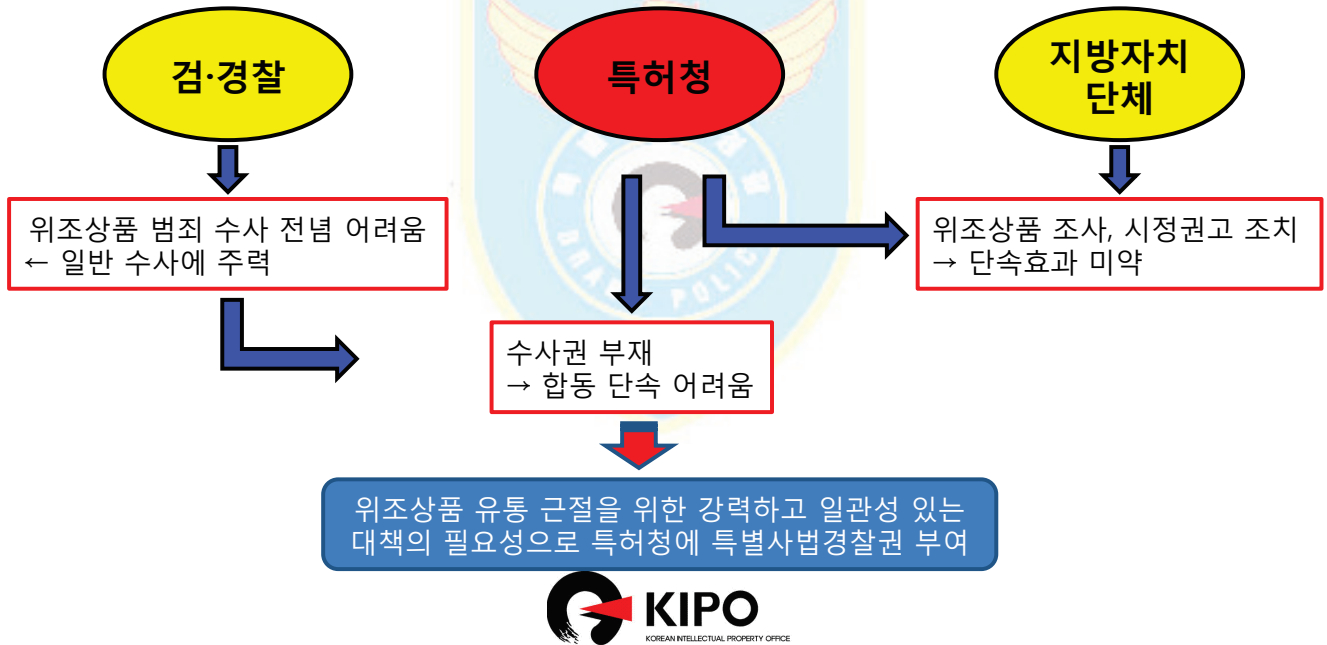 검·경찰
특허청
지방자치
단체
위조상품 범죄 수사 전념 어려움
← 일반 수사에 주력
위조상품 조사, 시정권고 조치
→ 단속효과 미약
수사권 부재
→ 합동 단속 어려움
위조상품 유통 근절을 위한 강력하고 일관성 있는
대책의 필요성으로 특허청에 특별사법경찰권 부여
KIPO
KOREAN INTELLECTUAL PROPERTY OFFICE